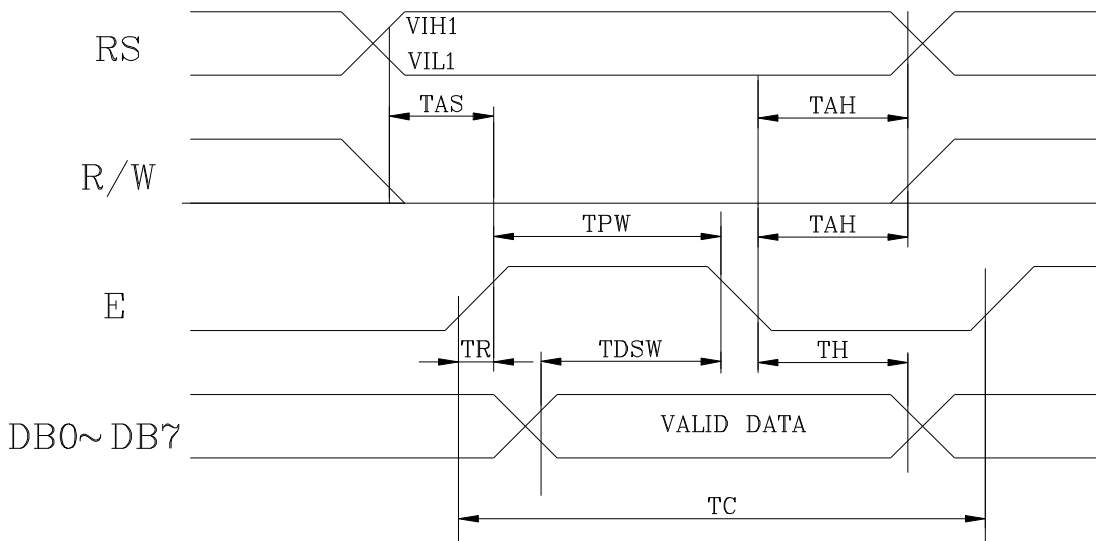 RS
VIH1
VIL1
TAS
TAH
R/W
TPW
TAH
E
TR
TDSW
TH
DB0~DB7
VALID DATA
TC